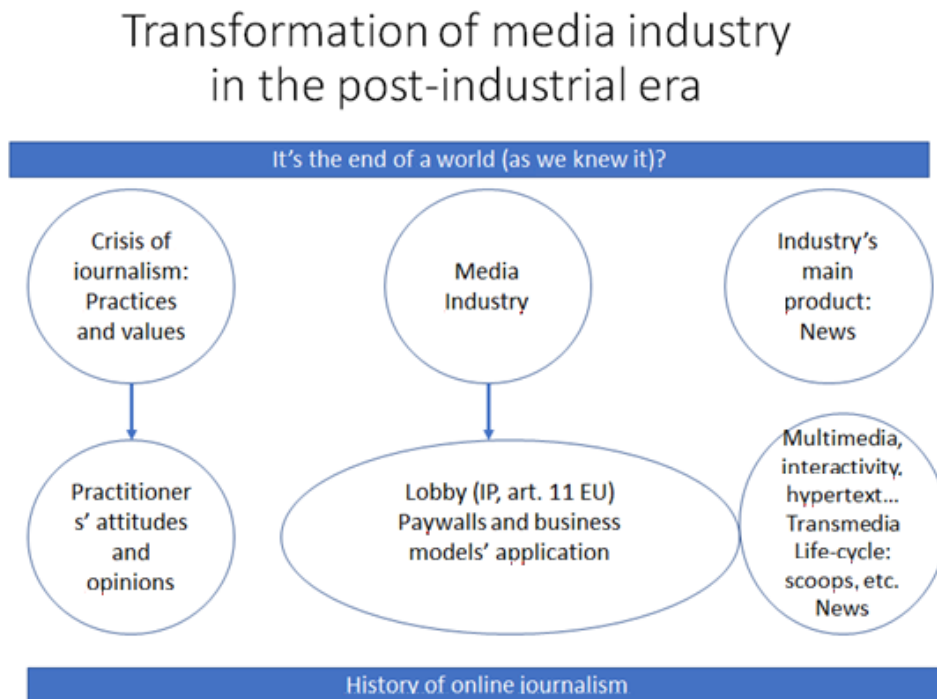 Transformation of media industry
in the post-industrial era
It's the end of a world (as we knew it)?
Crisis of
journalism:
Practices
and values
Media
Industry
Industry's
main
product:
News
Practitioner
s' attitudes
and
opinions
Lobby (IP, art. 11 EU)
Paywalls and business
models' application
Multimedia,
interactivity,
hypertext...
Transmedia
Life-cycle:
scoops, etc.
News
History of online journalism